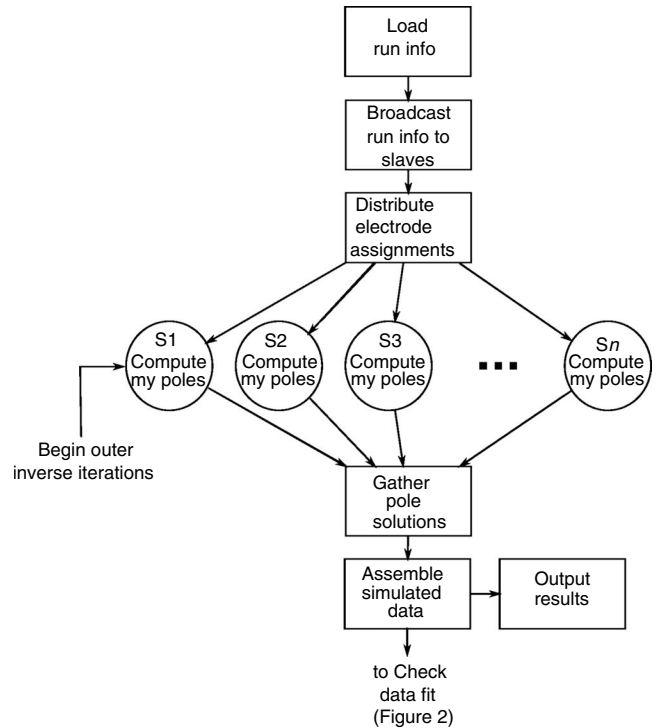 Load
run info
Broadcast
run info to
slaves
Distribute
electrode
assignments
S1
Compute
my poles
S2
Compute
my poles
S3
Compute
my poles
Sn
Compute
my poles
Begin outer
inverse iterations
Gather
pole
solutions
Assemble
simulated
data
Output
results
to Check
data fit
(Figure 2)